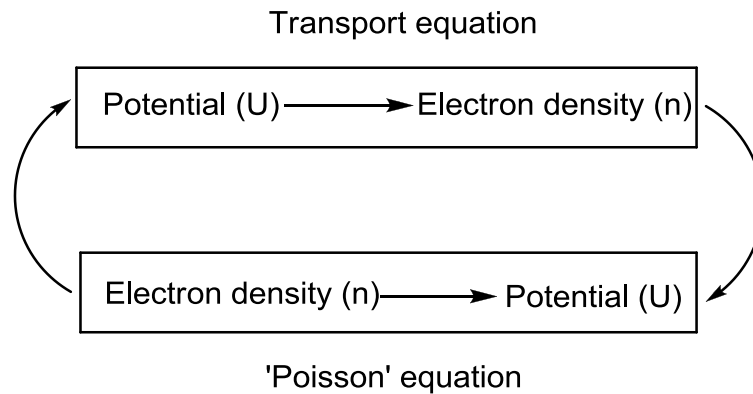 Transport equation
Potential (U) Electron density (n)
Electron density (n) Potential (U)
'Poisson' equation